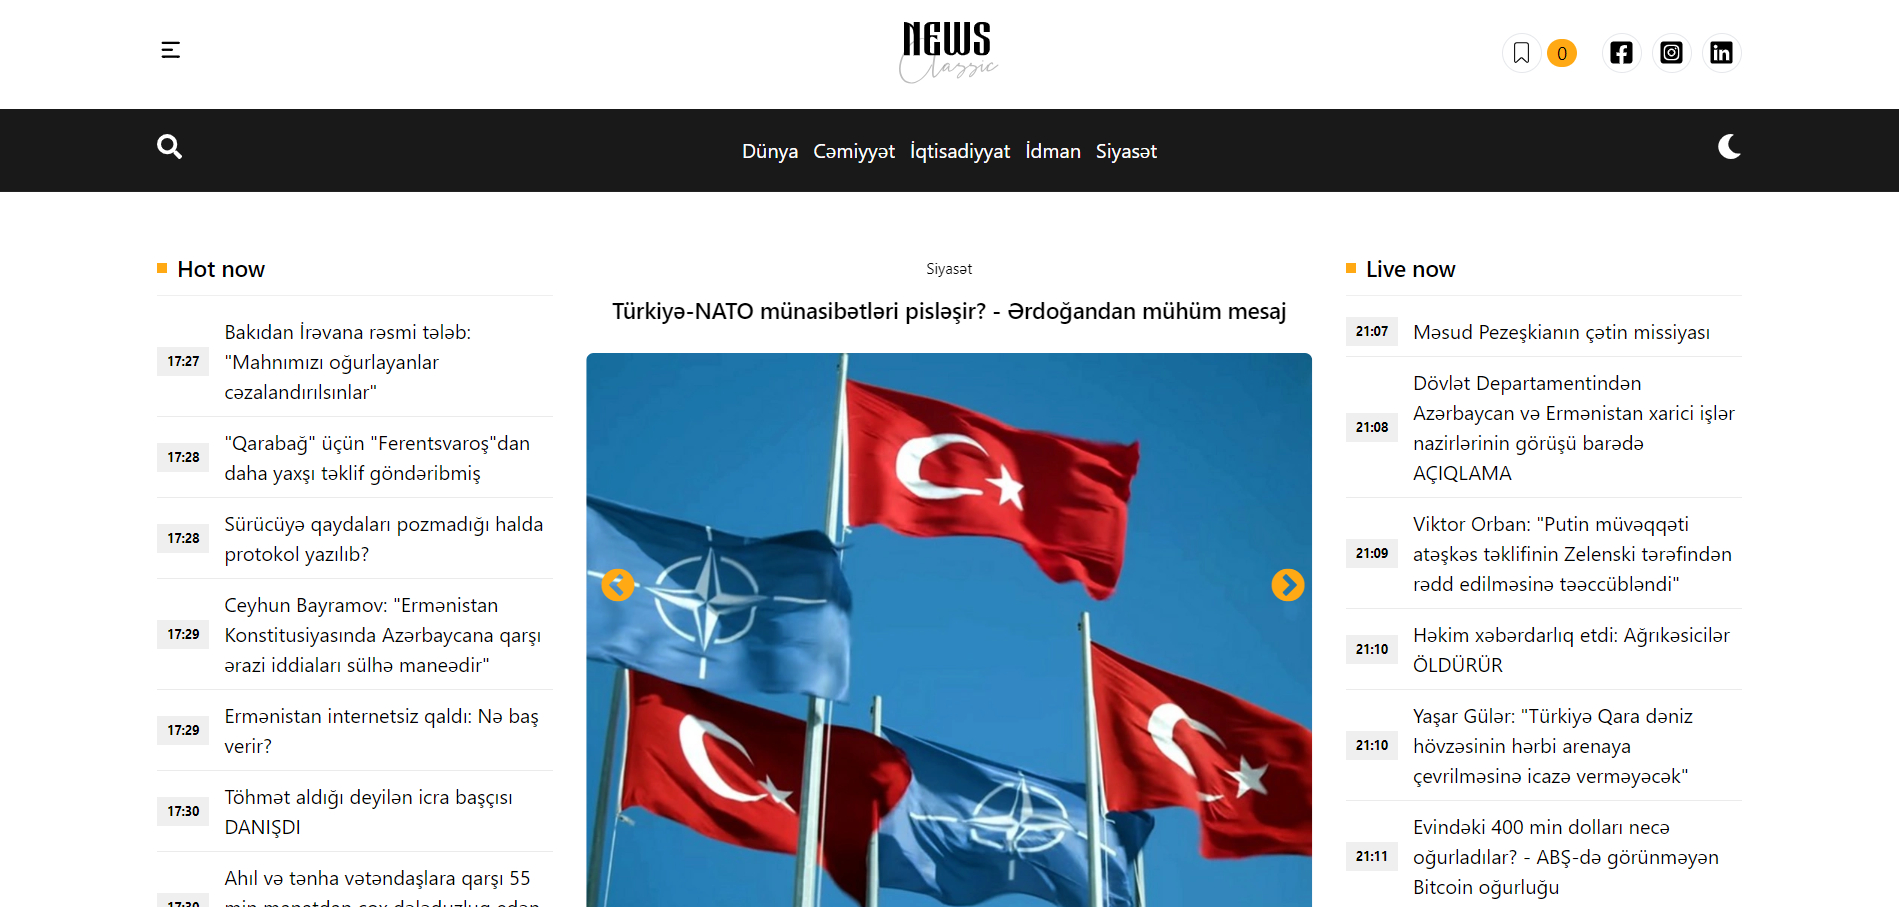 NEWS
Classic
0
Dünya Cəmiyyət İqtisadiyyat İdman Siyasət
Hot now
17:27
Bakıdan İrəvana rəsmi tələb:
"Mahnımızı oğurlayanlar
cəzalandırılsınlar"
17:28
"Qarabağ" üçün "Ferentsvaroş"dan
daha yaxşı təklif göndəribmiş
17:28
Sürücüyə qaydaları pozmadığı halda
protokol yazılıb?
17:29
Ceyhun Bayramov: "Ermənistan
Konstitusiyasında Azərbaycana qarşı
ərazi iddiaları sülhə maneədir"
17:29
Ermənistan internetsiz qaldı: Nə baş
verir?
17:30
Töhmət aldığı deyilən icra başçısı
DANIŞDI
17:30
Ahıl və tənha vətəndaşlara qarşı 55
min manatdan çox dələduzluq edən
Siyasət
Türkiyə-NATO münasibətləri pisləşir? - Ərdoğandan mühüm mesaj
Live now
21:07
Məsud Pezeşkianın çətin missiyası
21:08
Dövlət Departamentindən
Azərbaycan və Ermənistan xarici işlər
nazirlərinin görüşü barədə
AÇIQLAMA
21:09
Viktor Orban: "Putin müvəqqəti
atəşkəs təklifinin Zelenski tərəfindən
rədd edilməsinə təəccübləndi"
21:10
Həkim xəbərdarlıq etdi: Ağrıkəsicilər
ÖLDÜRÜR
21:10
Yaşar Gülər: "Türkiyə Qara dəniz
hövzəsinin hərbi arenaya
çevrilməsinə icazə verməyəcək"
21:11
Evindəki 400 min dolları necə
oğurladılar? - ABŞ-də görünməyən
Bitcoin oğurluğu